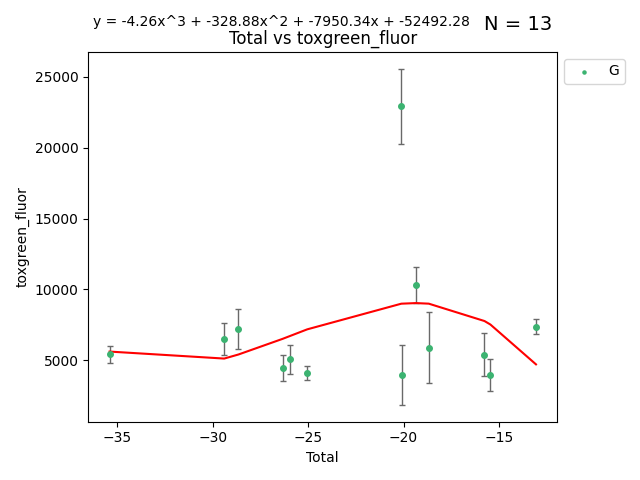 y = -4.26x^3 + -328.88x^2 + -7950.34x + -52492.28
N = 13
Total vs toxgreen_fluor
G
25000
20000
15000
10000
5000
toxgreen_fluor
−35
−30
−25
−20
−15
Total